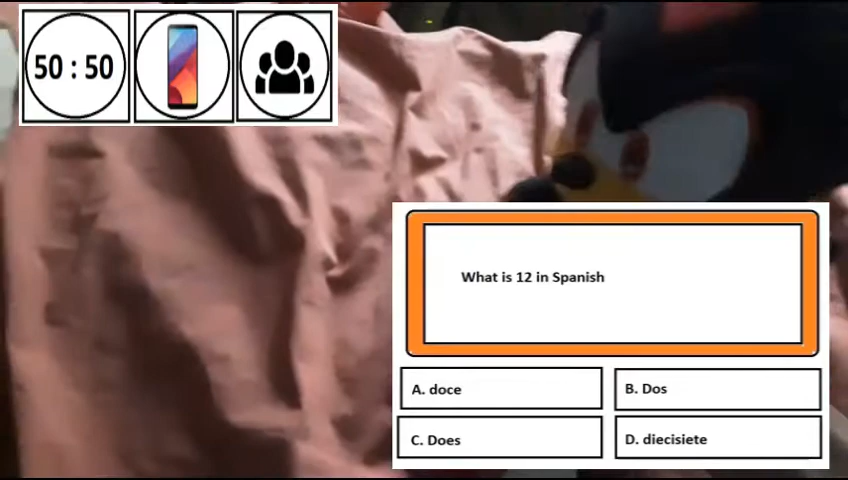 50 : 50
What is 12 in Spanish
A. doce
B. Dos
C. Does
D. diecisiete